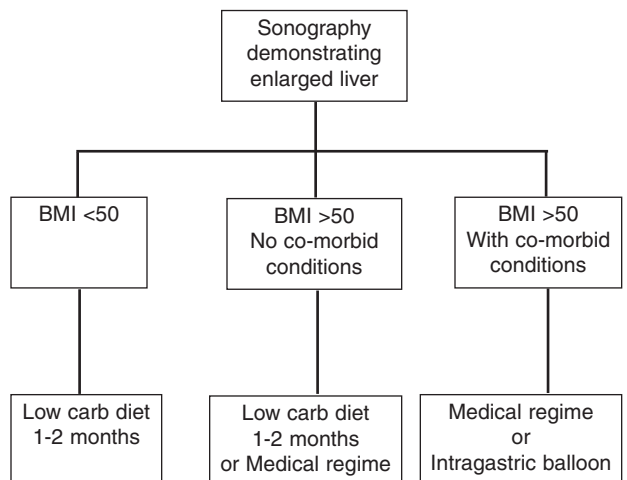 Sonography
demonstrating
enlarged liver
BMI <50
BMI >50
No co-morbid
conditions
BMI >50
With co-morbid
conditions
Low carb diet
1-2 months
Low carb diet
1-2 months
or Medical regime
Medical regime
or
Intragastric balloon